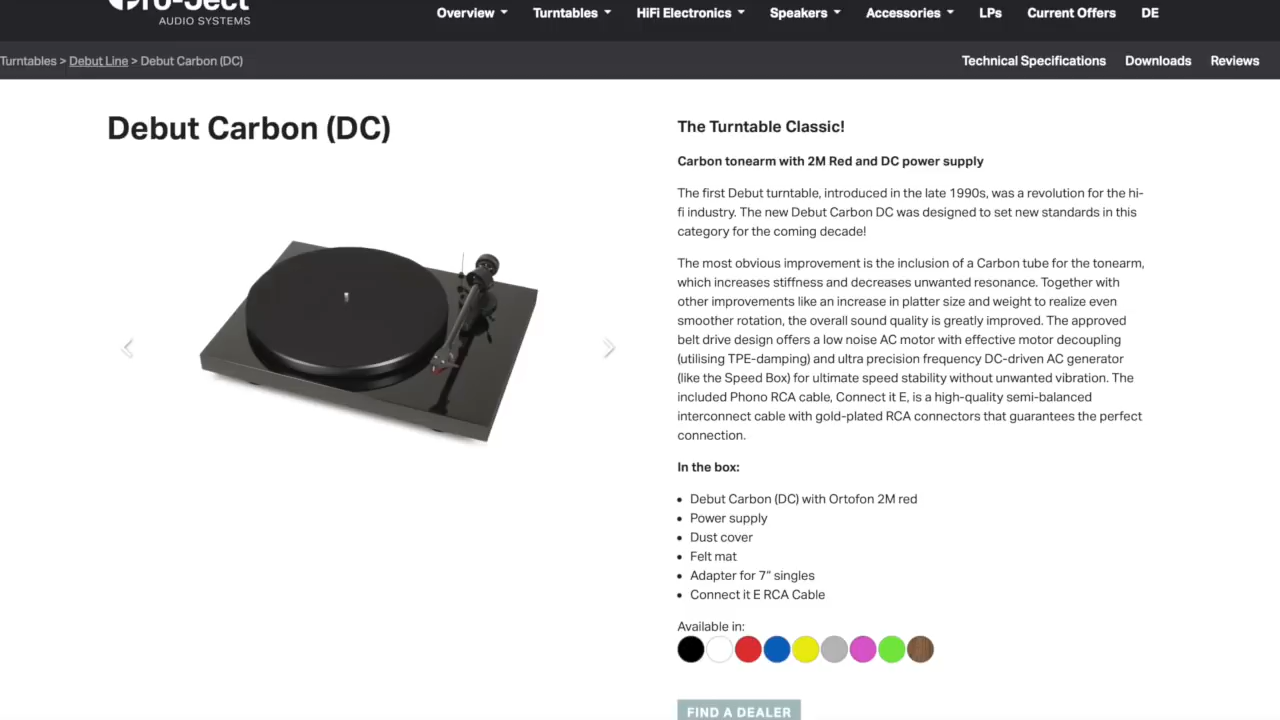 Pro-Ject
AUDIO SYSTEMS
Overview
Turntables
HiFi Electronics
Speakers
Accessories
LPs
Current Offers
DE
Turntables > Debut Line > Debut Carbon (DC)
Technical Specifications
Downloads
Reviews
Debut Carbon (DC)
The Turntable Classic!
Carbon tonearm with 2M Red and DC power supply
The first Debut turntable, introduced in the late 1990s, was a revolution for the hi-
fi industry. The new Debut Carbon DC was designed to set new standards in this
category for the coming decade!
The most obvious improvement is the inclusion of a Carbon tube for the tonearm,
which increases stiffness and decreases unwanted resonance. Together with
other improvements like an increase in platter size and weight to realize even
smoother rotation, the overall sound quality is greatly improved. The approved
belt drive design offers a low noise AC motor with effective motor decoupling
(utilising TPE-damping) and ultra precision frequency DC-driven AC generator
(like the Speed Box) for ultimate speed stability without unwanted vibration. The
included Phono RCA cable, Connect it E, is a high-quality semi-balanced
interconnect cable with gold-plated RCA connectors that guarantees the perfect
connection.
In the box:
Debut Carbon (DC) with Ortofon 2M red
Power supply
Dust cover
Felt mat
Adapter for 7“ singles
Connect it E RCA Cable
Available in:
FIND A DEALER